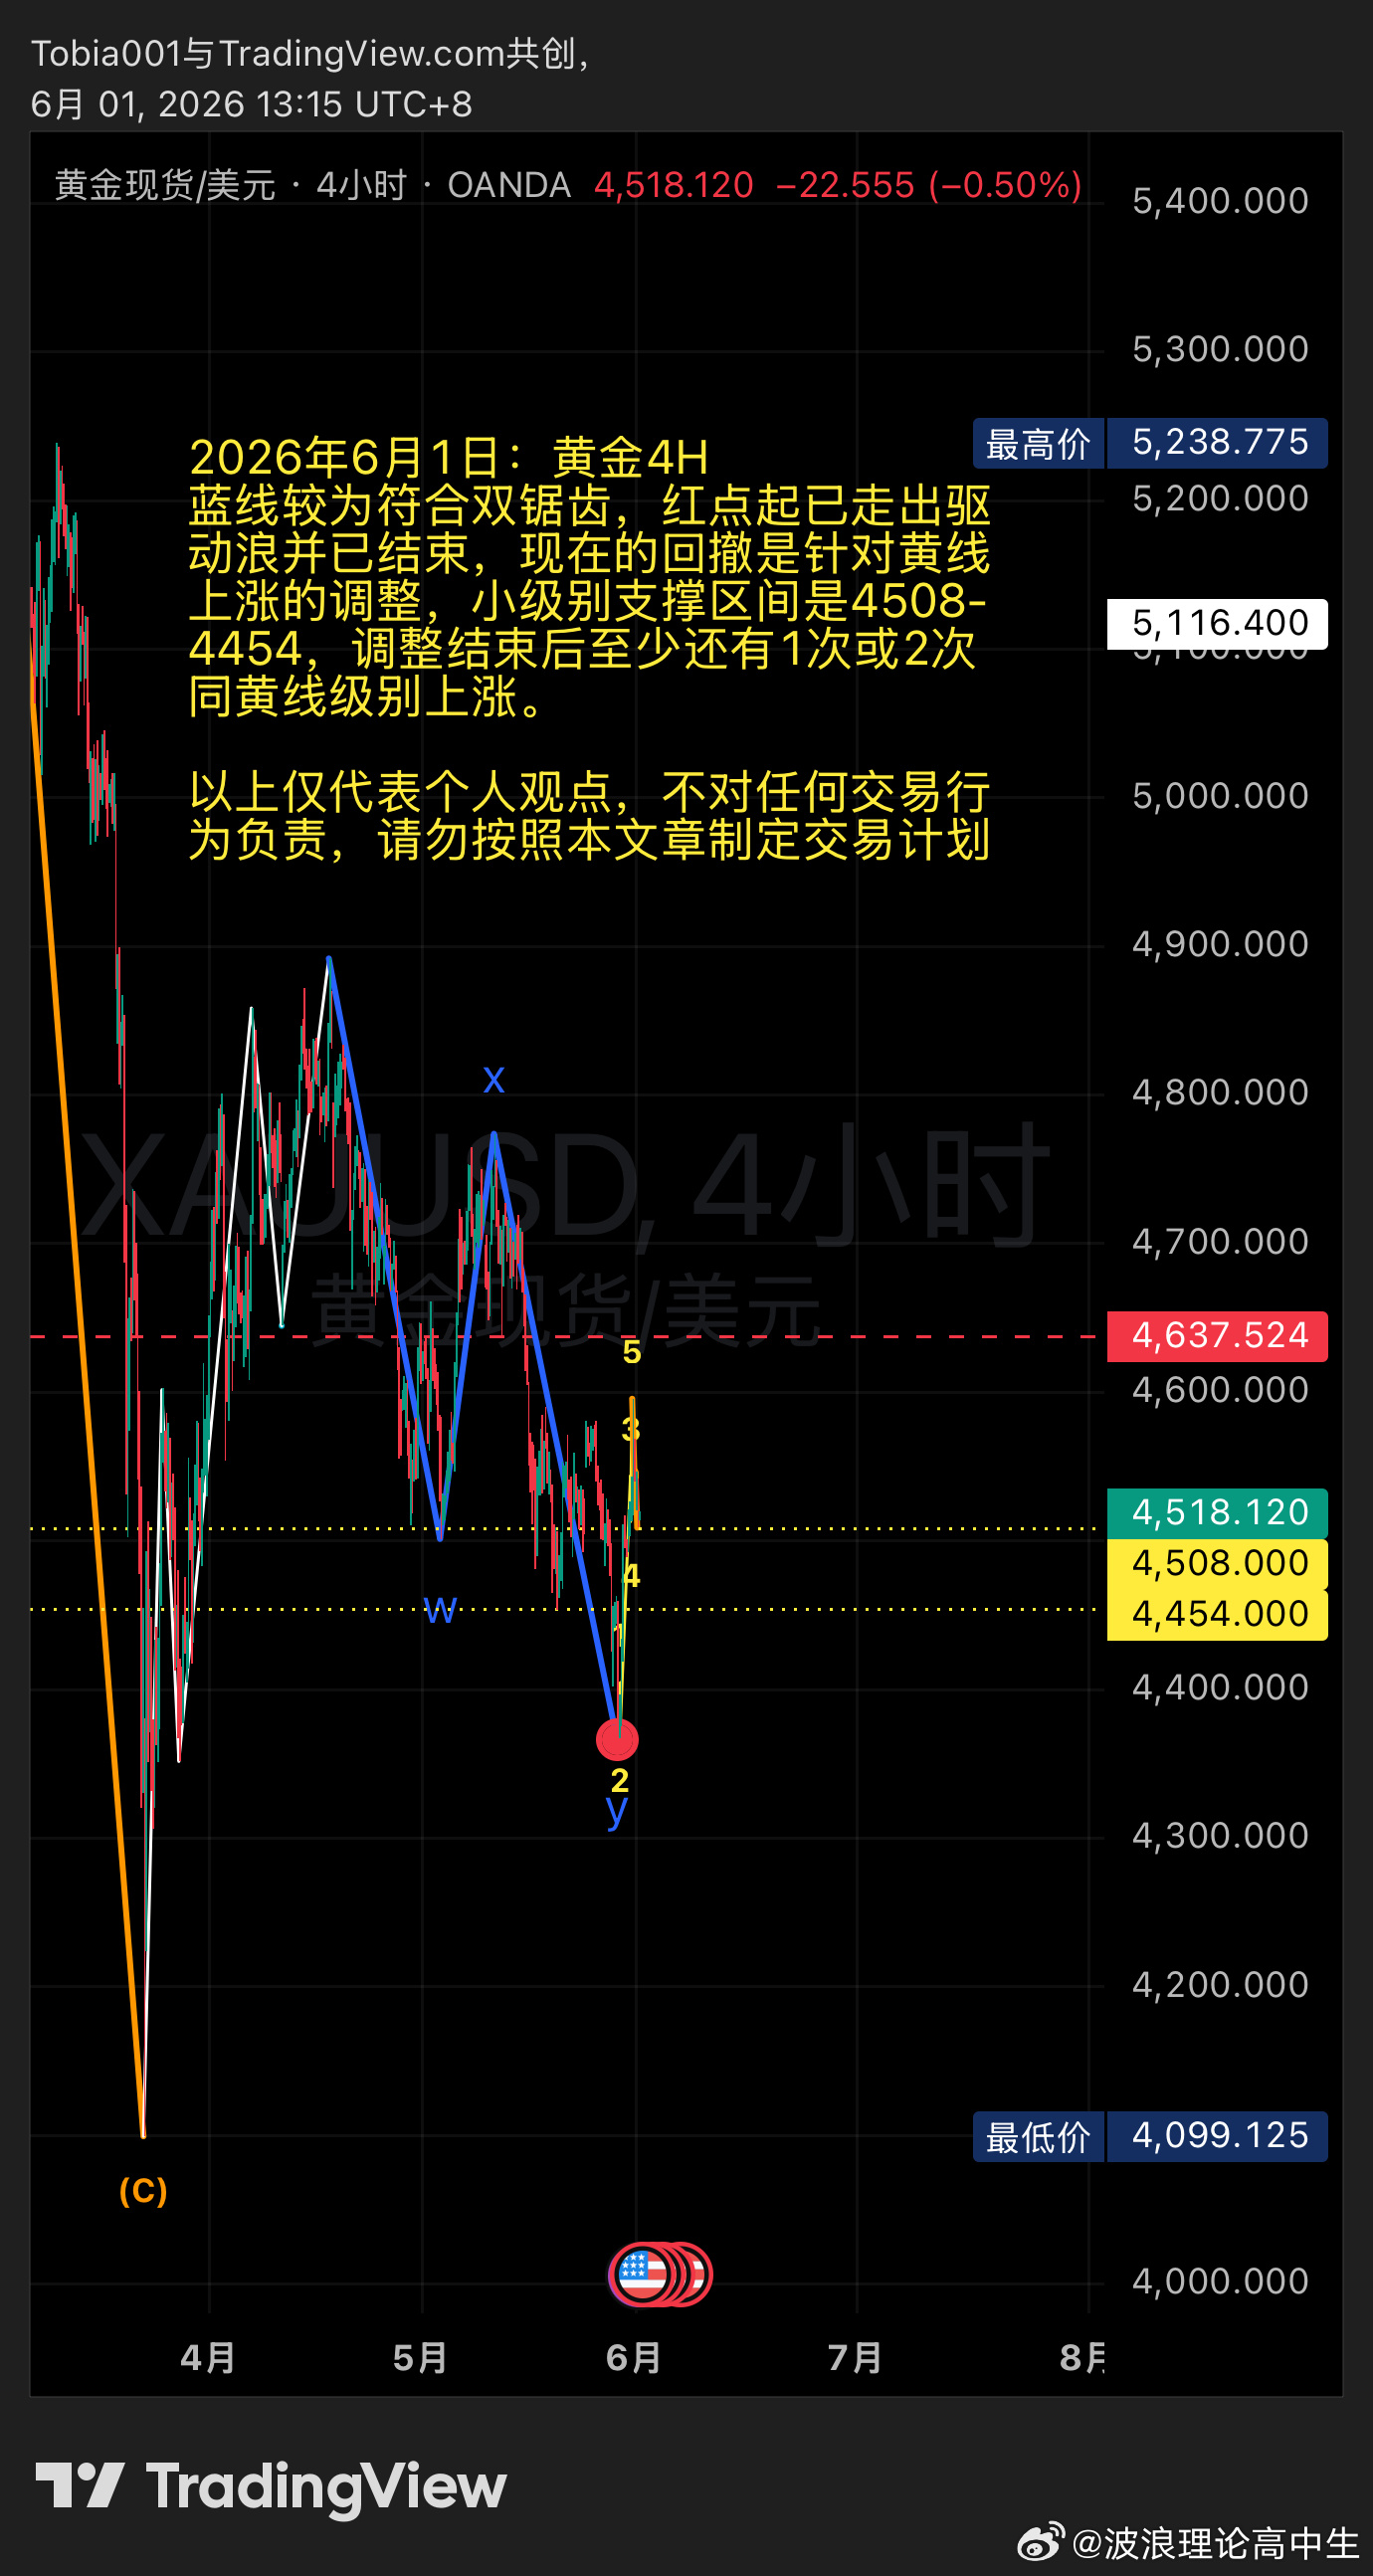 Tobia001与TradingView.com共创，
6月 01, 2026 13:15 UTC+8
黄金现货/美元 · 4小时 · OANDA 4,518.120 −22.555 (−0.50%)
5,400.000
5,300.000
2026年6月1日：黄金4H
蓝线较为符合双锯齿，红点起已走出驱
动浪并已结束，现在的回撤是针对黄线
上涨的调整，小级别支撑区间是4508-
4454，调整结束后至少还有1次或2次
同黄线级别上涨。
以上仅代表个人观点，不对任何交易行
为负责，请勿按照本文章制定交易计划
最高价 5,238.775
5,200.000
5,116.400
5,100.000
5,000.000
4,900.000
x
4,800.000
XAUUSD, 4小时
黄金现货/美元
4,700.000
5
4,637.524
4,600.000
3
4,518.120
4,508.000
4
w
4,454.000
1
4,400.000
2
y
4,300.000
4,200.000
最低价 4,099.125
(C)
4,000.000
4月 5月 6月 7月 8月
TradingView
@波浪理论高中生